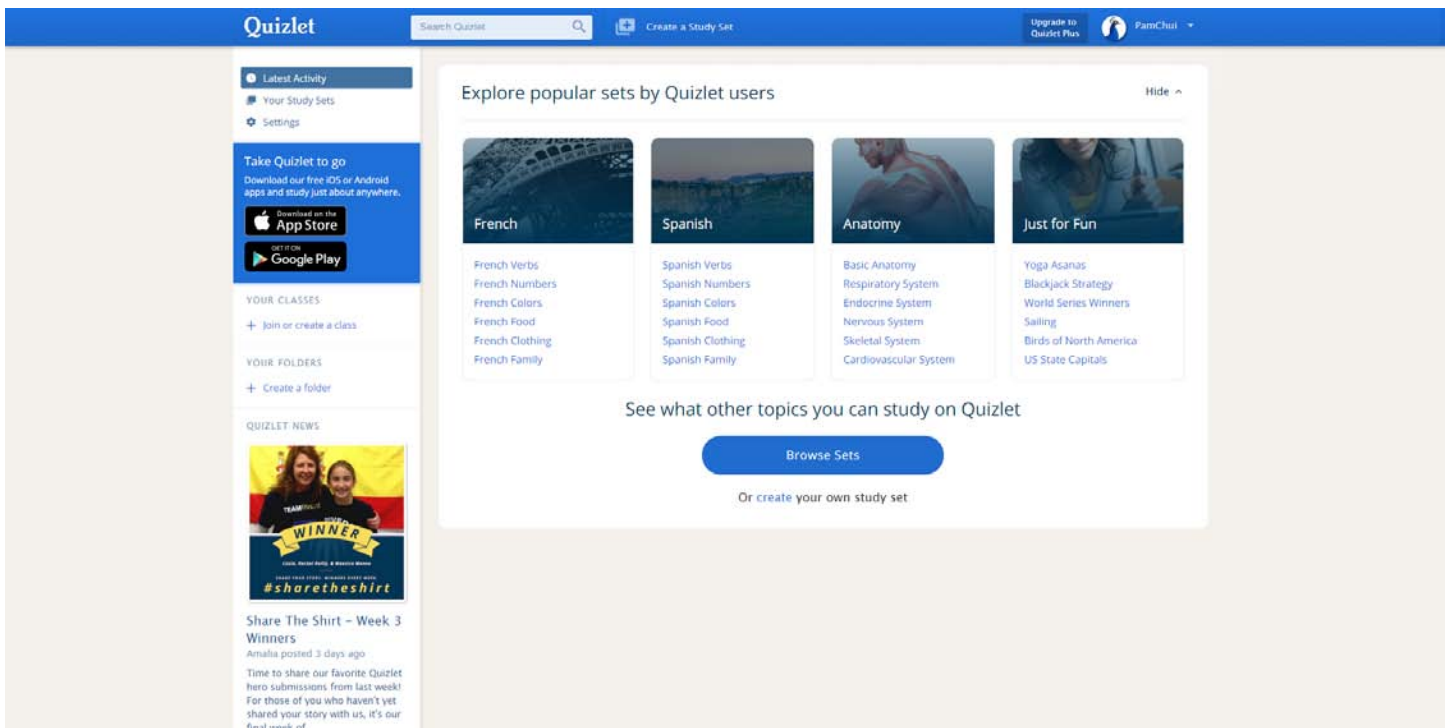 Quizlet
Search Quizlet
Create a Study Set
Upgrade to
Quizlet Plus
PamChui
Latest Activity
Your Study Sets
Settings
Take Quizlet to go
Download our free iOS or Android
apps and study just about anywhere.
Download on the
App Store
GET IT ON
Google Play
YOUR CLASSES
+ Join or create a class
YOUR FOLDERS
+ Create a folder
QUIZLET NEWS
WINNER
#sharetheshirt
Share The Shirt – Week 3
Winners
Amalia posted 3 days ago
Time to share our favorite Quizlet
hero submissions from last week!
For those of you who haven't yet
shared your story with us, it's our
final week of
Explore popular sets by Quizlet users
Hide
French
French Verbs
French Numbers
French Colors
French Food
French Clothing
French Family
Spanish
Spanish Verbs
Spanish Numbers
Spanish Colors
Spanish Food
Spanish Clothing
Spanish Family
Anatomy
Basic Anatomy
Respiratory System
Endocrine System
Nervous System
Skeletal System
Cardiovascular System
Just for Fun
Yoga Asanas
Blackjack Strategy
World Series Winners
Sailing
Birds of North America
US State Capitals
See what other topics you can study on Quizlet
Browse Sets
Or create your own study set